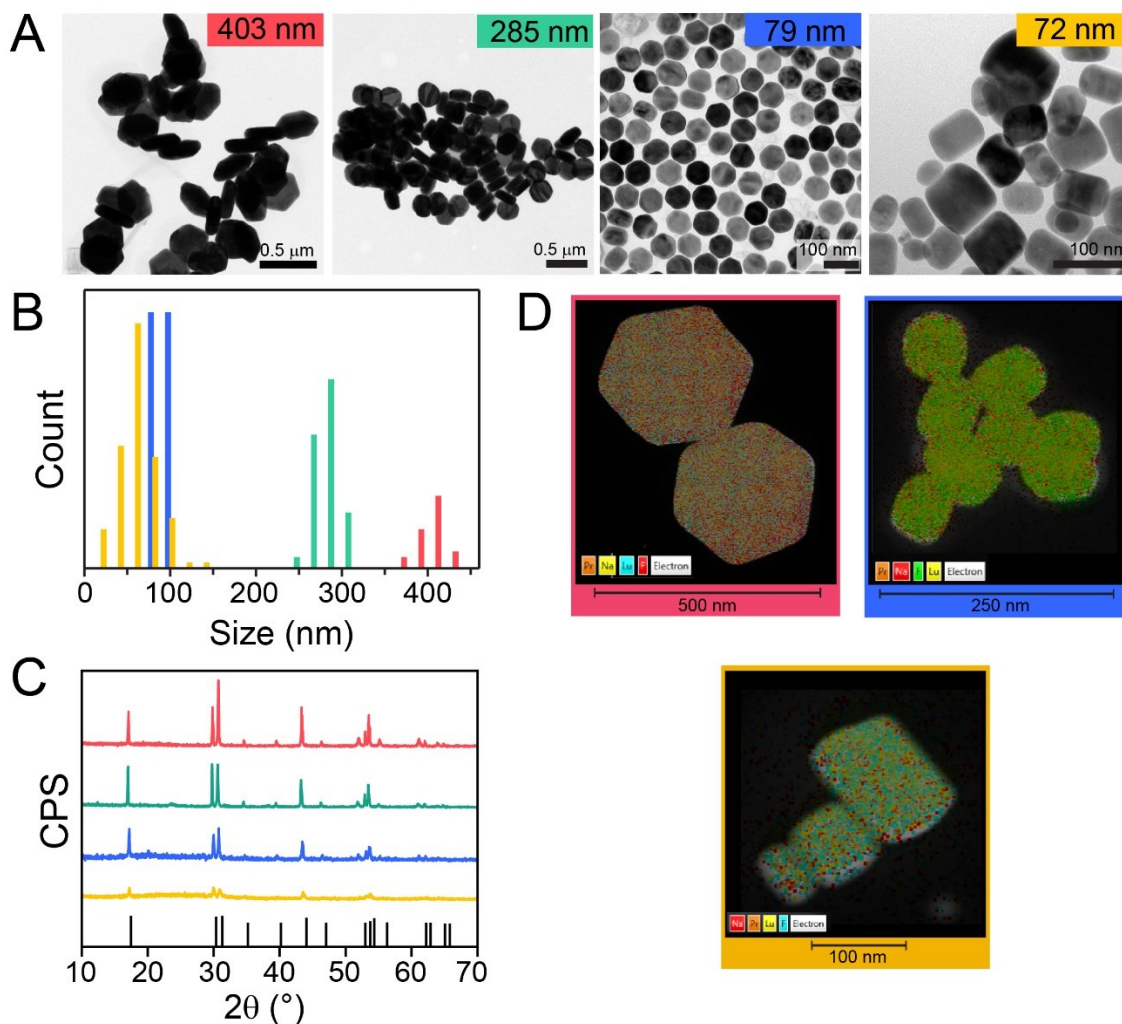 A
403 nm
285 nm
79 nm
72 nm
0.5 μm
0.5 μm
100 nm
100 nm
B
Count
0 100 200 300 400
Size (nm)
C
CPS
10 20 30 40 50 60 70
2θ (°)
D
Pr Na Lu F Electron
500 nm
Pr Na F Lu Electron
250 nm
Na Pr Lu F Electron
100 nm